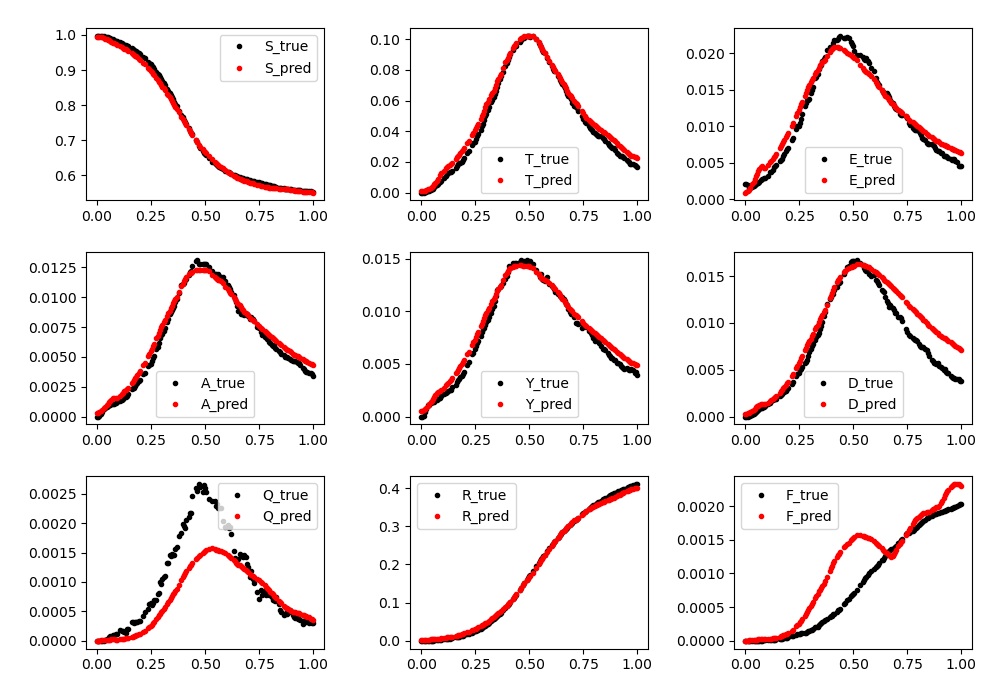 1.0
0.9
0.8
0.7
0.6
0.00 0.25 0.50 0.75 1.00
S_true
S_pred
0.10
0.08
0.06
0.04
0.02
0.00
0.00 0.25 0.50 0.75 1.00
T_true
T_pred
0.020
0.015
0.010
0.005
0.000
0.00 0.25 0.50 0.75 1.00
E_true
E_pred
0.0125
0.0100
0.0075
0.0050
0.0025
0.0000
0.00 0.25 0.50 0.75 1.00
A_true
A_pred
0.015
0.010
0.005
0.000
0.00 0.25 0.50 0.75 1.00
Y_true
Y_pred
0.015
0.010
0.005
0.000
0.00 0.25 0.50 0.75 1.00
D_true
D_pred
0.0025
0.0020
0.0015
0.0010
0.0005
0.0000
0.00 0.25 0.50 0.75 1.00
Q_true
Q_pred
0.4
0.3
0.2
0.1
0.0
0.00 0.25 0.50 0.75 1.00
R_true
R_pred
0.0020
0.0015
0.0010
0.0005
0.0000
0.00 0.25 0.50 0.75 1.00
F_true
F_pred